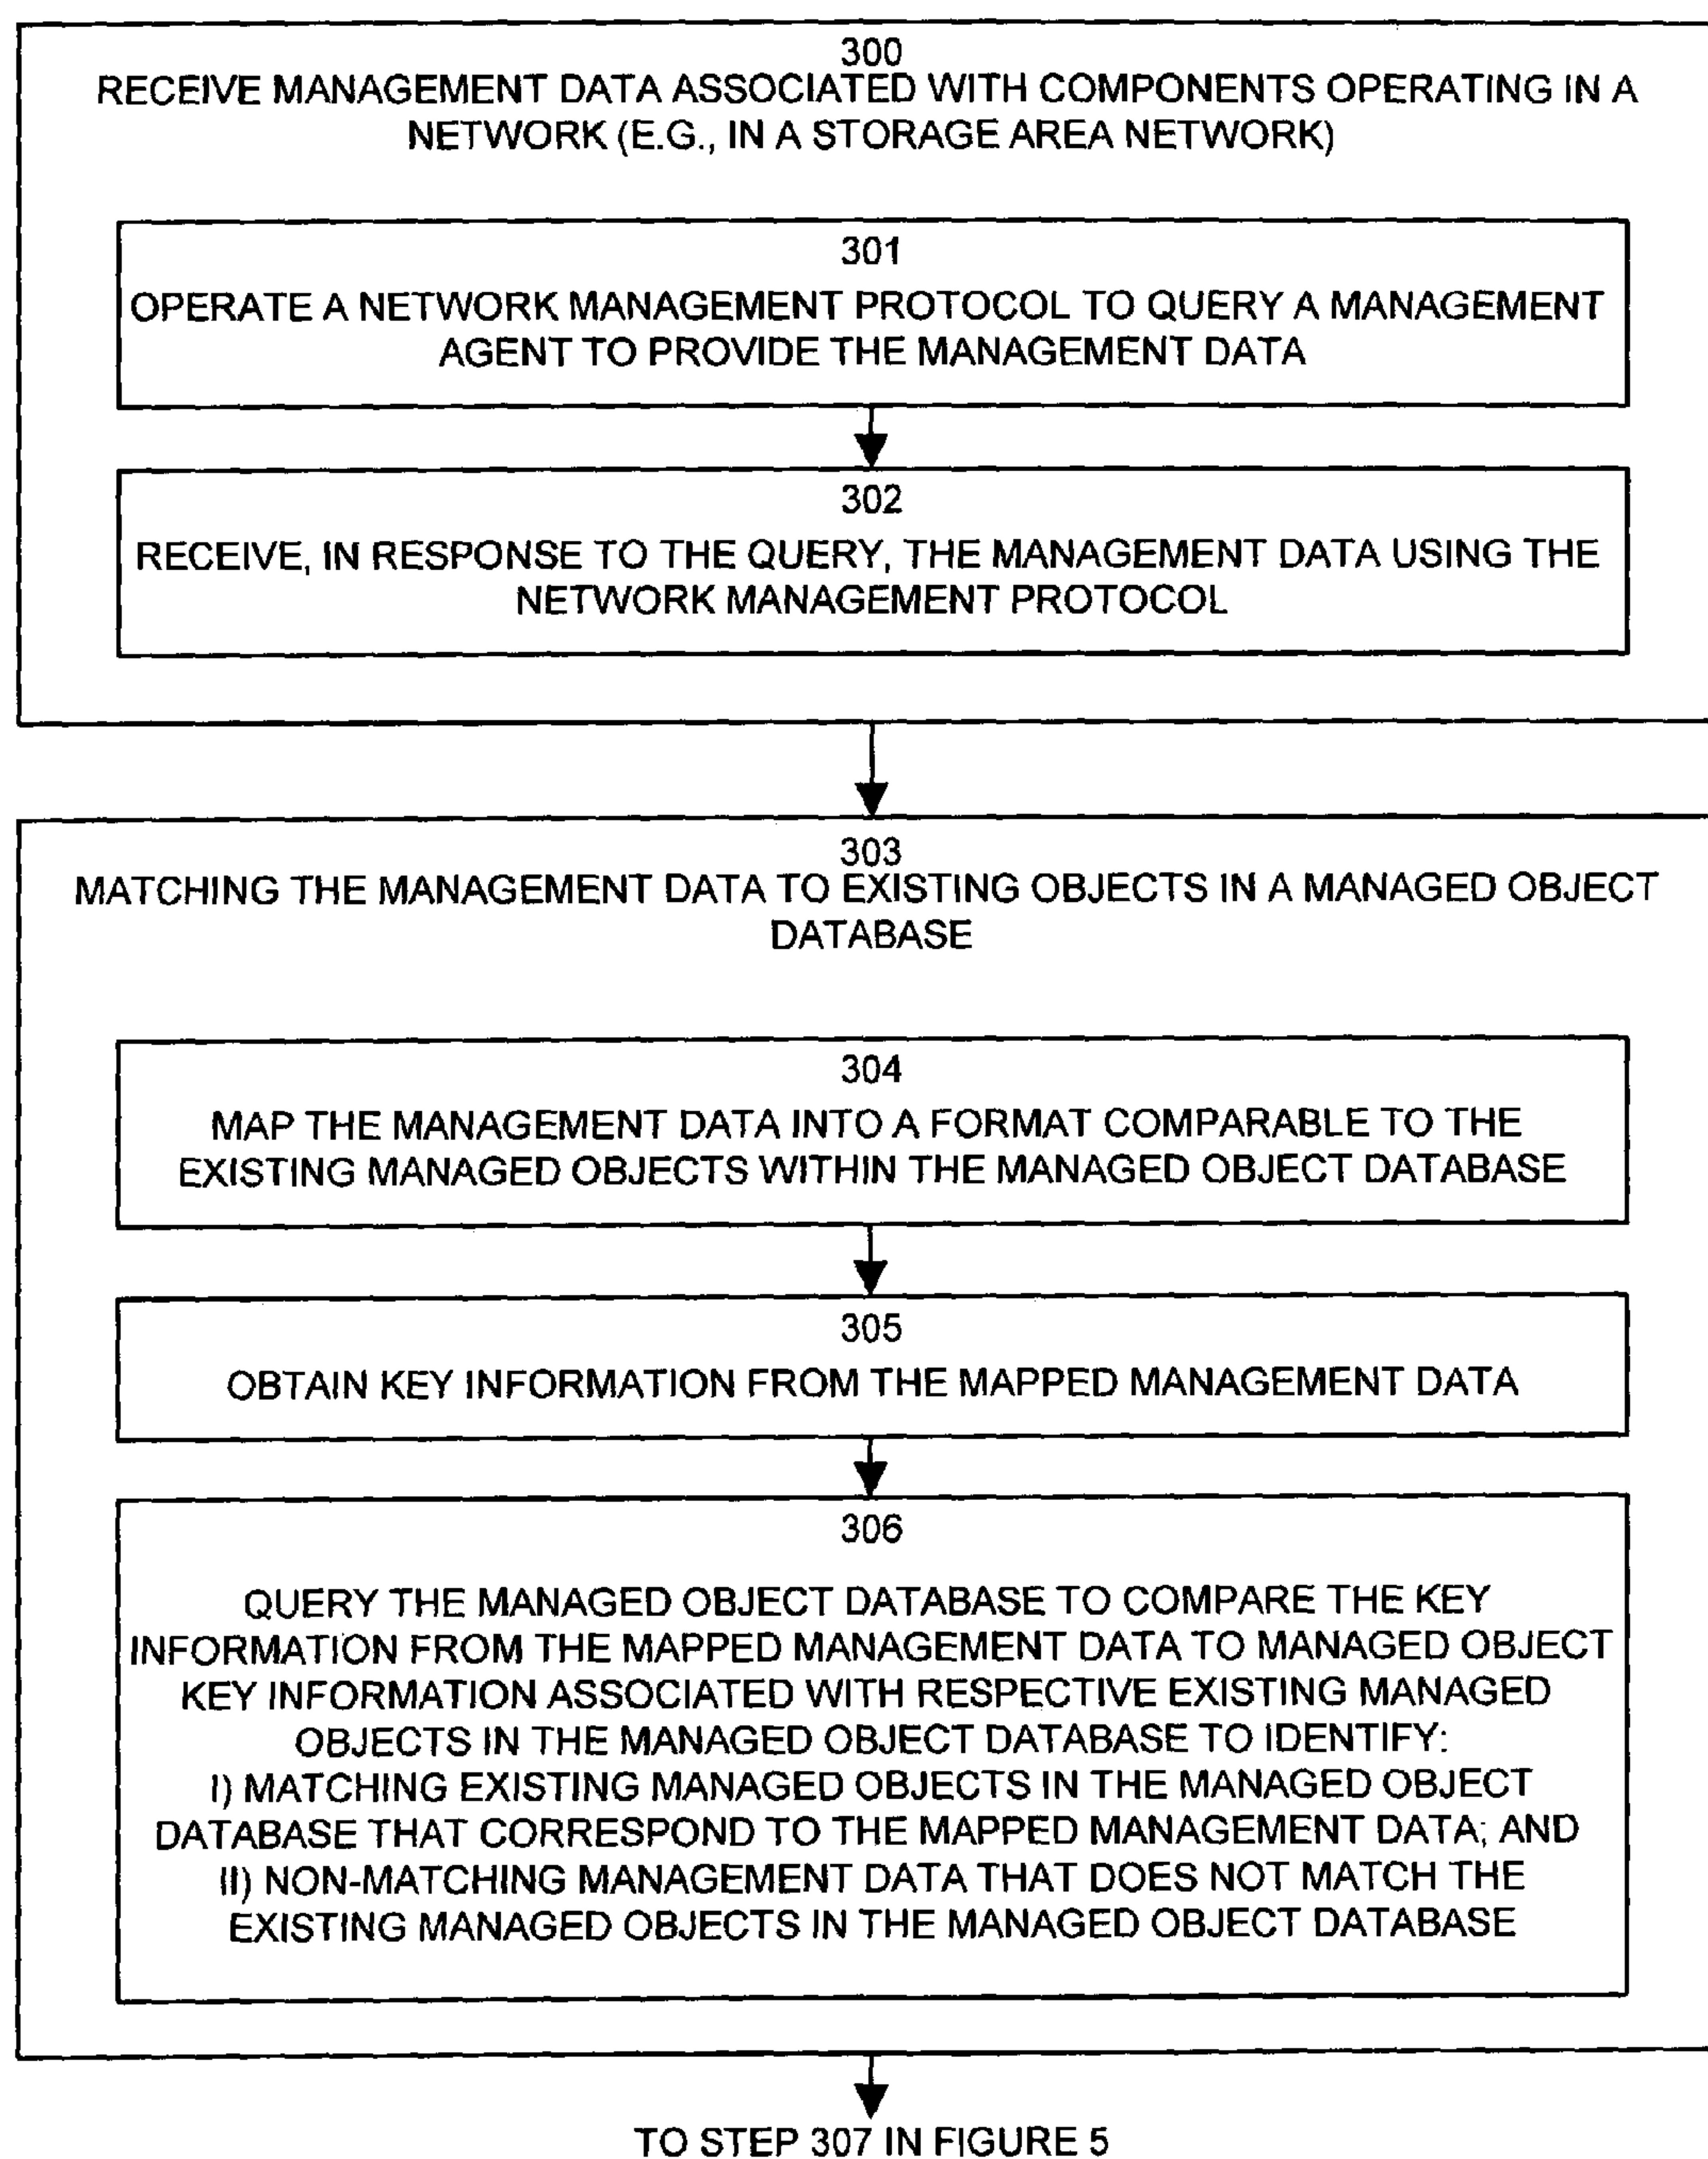 300
RECEIVE MANAGEMENT DATA ASSOCIATED WITH COMPONENTS OPERATING IN A
NETWORK (E.G., IN A STORAGE AREA NETWORK)
301
OPERATE A NETWORK MANAGEMENT PROTOCOL TO QUERY A MANAGEMENT
AGENT TO PROVIDE THE MANAGEMENT DATA
302
RECEIVE, IN RESPONSE TO THE QUERY, THE MANAGEMENT DATA USING THE
NETWORK MANAGEMENT PROTOCOL
303
MATCHING THE MANAGEMENT DATA TO EXISTING OBJECTS IN A MANAGED OBJECT
DATABASE
304
MAP THE MANAGEMENT DATA INTO A FORMAT COMPARABLE TO THE
EXISTING MANAGED OBJECTS WITHIN THE MANAGED OBJECT DATABASE
305
OBTAIN KEY INFORMATION FROM THE MAPPED MANAGEMENT DATA
306
QUERY THE MANAGED OBJECT DATABASE TO COMPARE THE KEY
INFORMATION FROM THE MAPPED MANAGEMENT DATA TO MANAGED OBJECT
KEY INFORMATION ASSOCIATED WITH RESPECTIVE EXISTING MANAGED
OBJECTS IN THE MANAGED OBJECT DATABASE TO IDENTIFY:
I) MATCHING EXISTING MANAGED OBJECTS IN THE MANAGED OBJECT
DATABASE THAT CORRESPOND TO THE MAPPED MANAGEMENT DATA; AND
II) NON-MATCHING MANAGEMENT DATA THAT DOES NOT MATCH THE
EXISTING MANAGED OBJECTS IN THE MANAGED OBJECT DATABASE
TO STEP 307 IN FIGURE 5